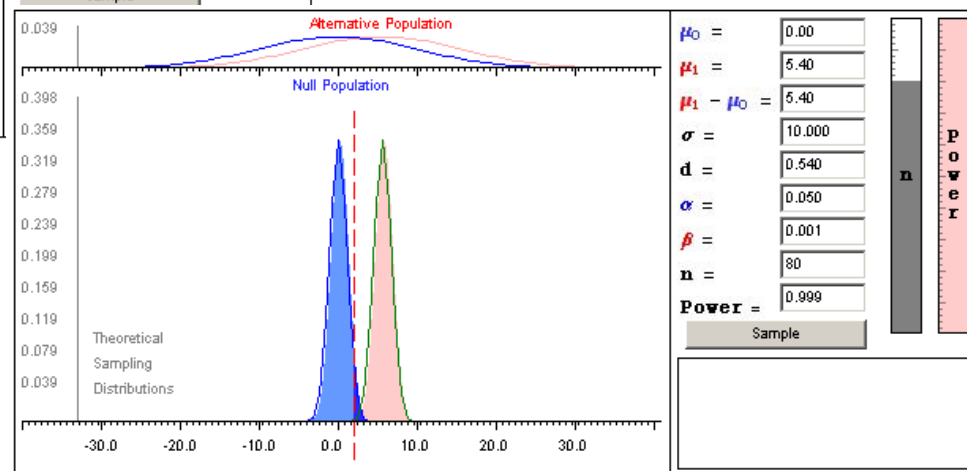 0.039
Alternative Population
Null Population
0.398
0.359
0.319
0.279
0.239
0.199
0.159
0.119
0.079
0.039
Theoretical
Sampling
Distributions
-30.0 -20.0 -10.0 0.0 10.0 20.0 30.0
μ0 = 0.00
μ1 = 5.40
μ1 - μ0 = 5.40
σ = 10.000
d = 0.540
α = 0.050
β = 0.001
n = 80
Power = 0.999
Sample
n
Power